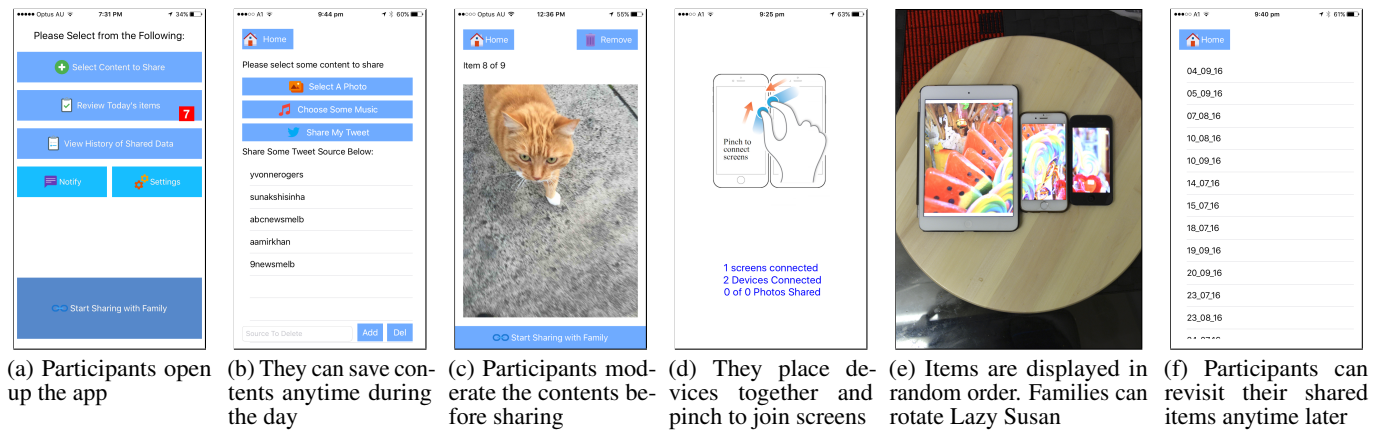 ●●●●● Optus AU 7:31 PM 34%
Please Select from the Following:
Select Content to Share
Review Today's items
7
View History of Shared Data
Notify Settings
Start Sharing with Family
●●●○○ A1 9:44 pm 60%
Home
Please select some content to share
Select A Photo
Choose Some Music
Share My Tweet
Share Some Tweet Source Below:
yvonnerogers
sunakshisinha
abcnewsmelb
aamirkhan
9newsmelb
Source To Delete Add Del
●●○○○ Optus AU 12:36 PM 55%
Home Remove
Item 8 of 9
Start Sharing with Family
●●●○○ A1 9:25 pm 63%
Pinch to
connect
screens
1 screens connected
2 Devices Connected
0 of 0 Photos Shared
●●●○○ A1 9:40 pm 61%
Home
04_09_16
05_09_16
07_08_16
10_08_16
10_09_16
14_07_16
15_07_16
18_07_16
19_09_16
20_09_16
23_07_16
23_08_16
(a) Participants open
up the app
(b) They can save con-
tents anytime during
the day
(c) Participants mod-
erate the contents be-
fore sharing
(d) They place de-
vices together and
pinch to join screens
(e) Items are displayed in
random order. Families can
rotate Lazy Susan
(f) Participants can
revisit their shared
items anytime later